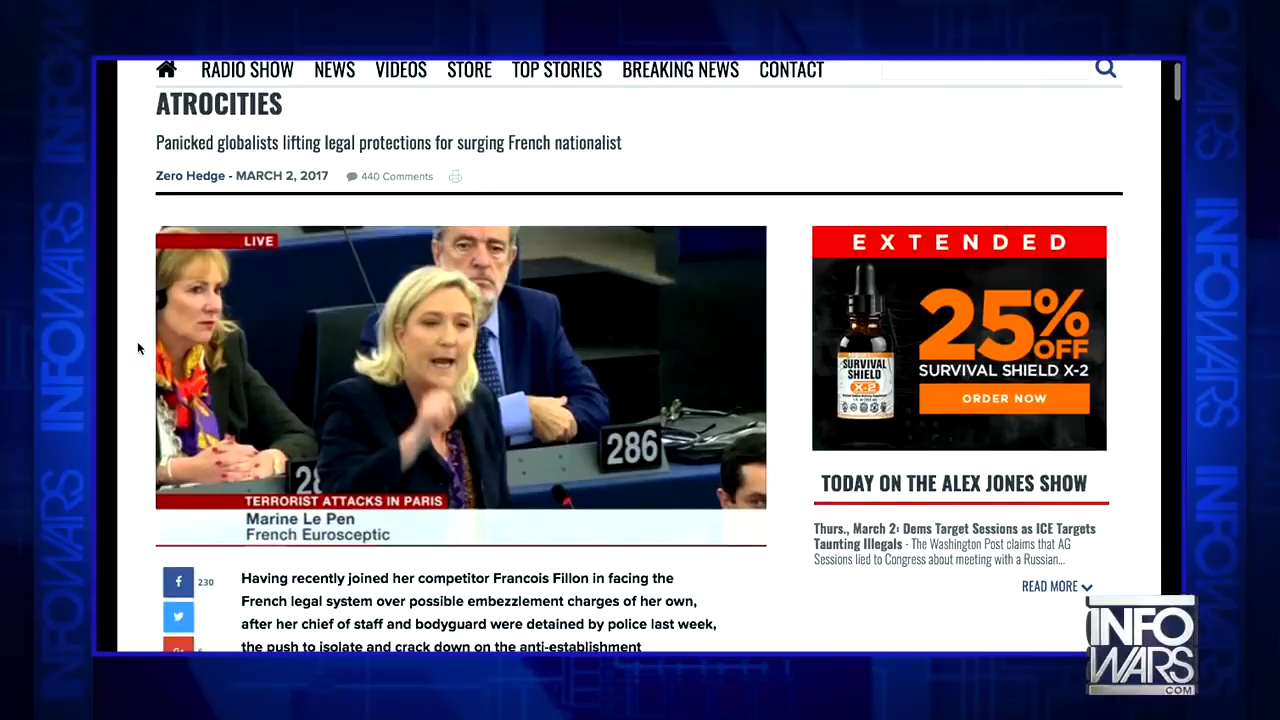 RADIO SHOW NEWS VIDEOS STORE TOP STORIES BREAKING NEWS CONTACT
ATROCITIES
Panicked globalists lifting legal protections for surging French nationalist
Zero Hedge - MARCH 2, 2017 440 Comments
LIVE
286
28
TERRORIST ATTACKS IN PARIS
Marine Le Pen
French Eurosceptic
230
Having recently joined her competitor Francois Fillon in facing the
French legal system over possible embezzlement charges of her own,
after her chief of staff and bodyguard were detained by police last week,
the push to isolate and crack down on the anti-establishment
EXTENDED
25%
OFF
SURVIVAL SHIELD X-2
ORDER NOW
SURVIVAL
SHIELD
X-2
TODAY ON THE ALEX JONES SHOW
Thurs., March 2: Dems Target Sessions as ICE Targets
Taunting Illegals - The Washington Post claims that AG
Sessions lied to Congress about meeting with a Russian...
READ MORE
INFO
WARS
.COM
INFOWARS
INFOWARS
INFOWARS
INFOWARS